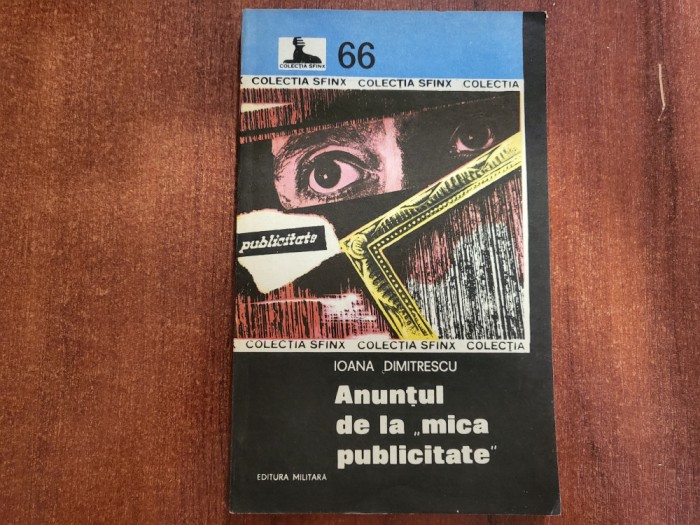 COLECȚIA SFINX
66
X COLECȚIA SFINX COLECȚIA SFINX COLECȚIA
publicitate
COLECȚIA SFINX COLECȚIA SFINX COLECȚIA
IOANA DIMITRESCU
Anunțul
de la „mica
publicitate"
EDITURA MILITARA